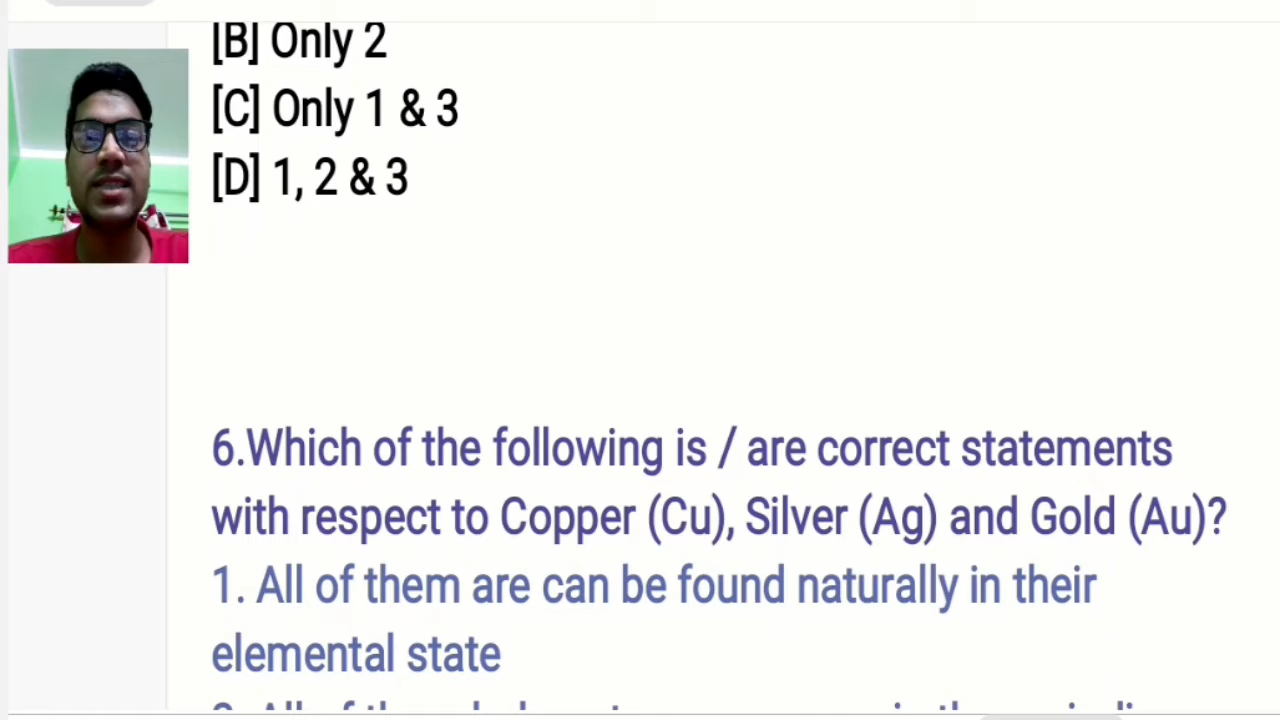 [B] Only 2
[C] Only 1 & 3
[D] 1, 2 & 3
6.Which of the following is / are correct statements
with respect to Copper (Cu), Silver (Ag) and Gold (Au)?
1. All of them are can be found naturally in their
elemental state